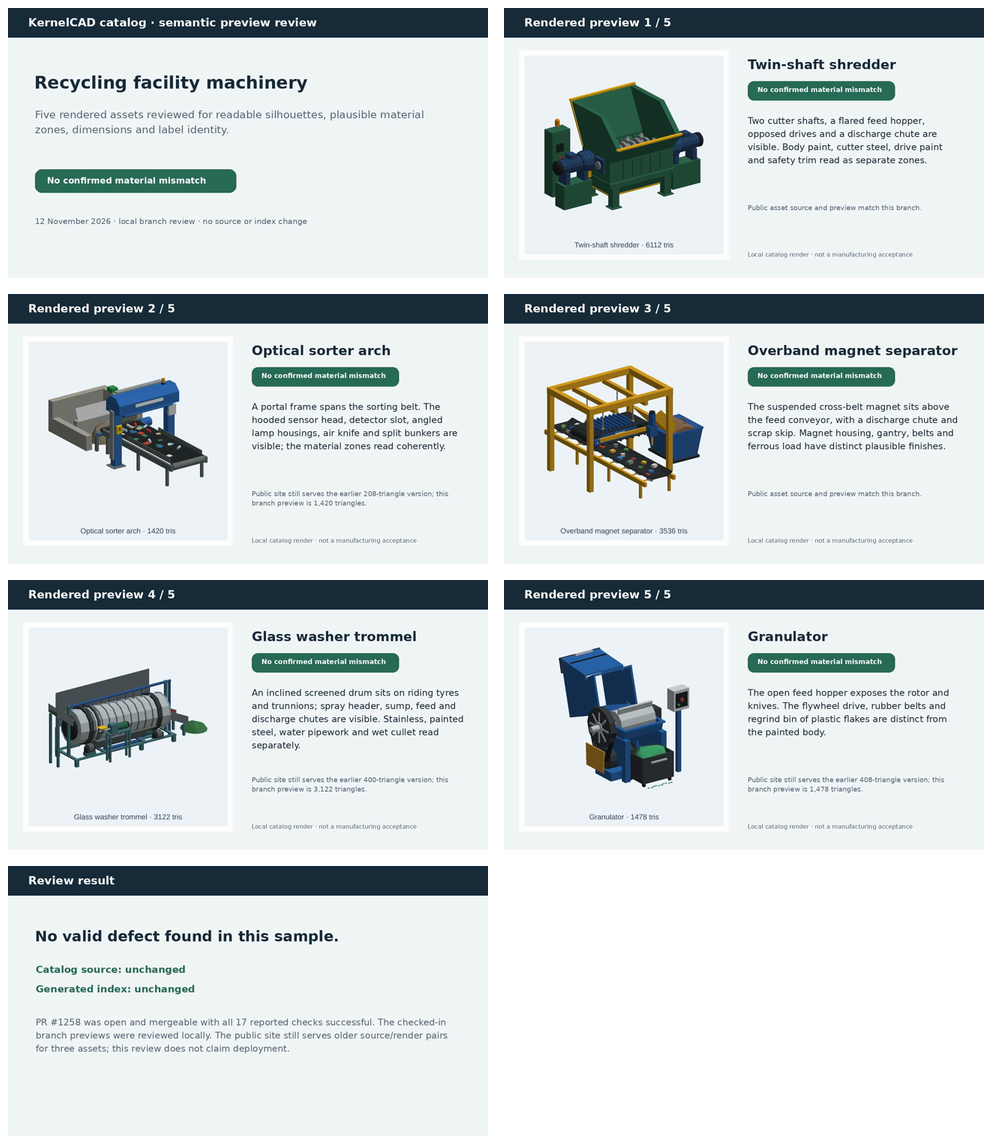 KernelCAD catalog · semantic preview review
Recycling facility machinery
Five rendered assets reviewed for readable silhouettes, plausible material
zones, dimensions and label identity.
No confirmed material mismatch
12 November 2026 · local branch review · no source or index change
Rendered preview 1 / 5
Twin-shaft shredder
No confirmed material mismatch
Two cutter shafts, a flared feed hopper,
opposed drives and a discharge chute are
visible. Body paint, cutter steel, drive paint
and safety trim read as separate zones.
Public asset source and preview match this branch.
Twin-shaft shredder · 6112 tris
Local catalog render · not a manufacturing acceptance
Rendered preview 2 / 5
Optical sorter arch
No confirmed material mismatch
A portal frame spans the sorting belt. The
hooded sensor head, detector slot, angled
lamp housings, air knife and split bunkers are
visible; the material zones read coherently.
Public site still serves the earlier 208-triangle version; this
branch preview is 1,420 triangles.
Optical sorter arch · 1420 tris
Local catalog render · not a manufacturing acceptance
Rendered preview 3 / 5
Overband magnet separator
No confirmed material mismatch
The suspended cross-belt magnet sits above
the feed conveyor, with a discharge chute and
scrap skip. Magnet housing, gantry, belts and
ferrous load have distinct plausible finishes.
Public asset source and preview match this branch.
Overband magnet separator · 3536 tris
Local catalog render · not a manufacturing acceptance
Rendered preview 4 / 5
Glass washer trommel
No confirmed material mismatch
An inclined screened drum sits on riding tyres
and trunnions; spray header, sump, feed and
discharge chutes are visible. Stainless, painted
steel, water pipework and wet cullet read
separately.
Public site still serves the earlier 400-triangle version; this
branch preview is 3,122 triangles.
Glass washer trommel · 3122 tris
Local catalog render · not a manufacturing acceptance
Rendered preview 5 / 5
Granulator
No confirmed material mismatch
The open feed hopper exposes the rotor and
knives. The flywheel drive, rubber belts and
regrind bin of plastic flakes are distinct from
the painted body.
Public site still serves the earlier 408-triangle version; this
branch preview is 1,478 triangles.
Granulator · 1478 tris
Local catalog render · not a manufacturing acceptance
Review result
No valid defect found in this sample.
Catalog source: unchanged
Generated index: unchanged
PR #1258 was open and mergeable with all 17 reported checks successful. The checked-in
branch previews were reviewed locally. The public site still serves older source/render pairs
for three assets; this review does not claim deployment.